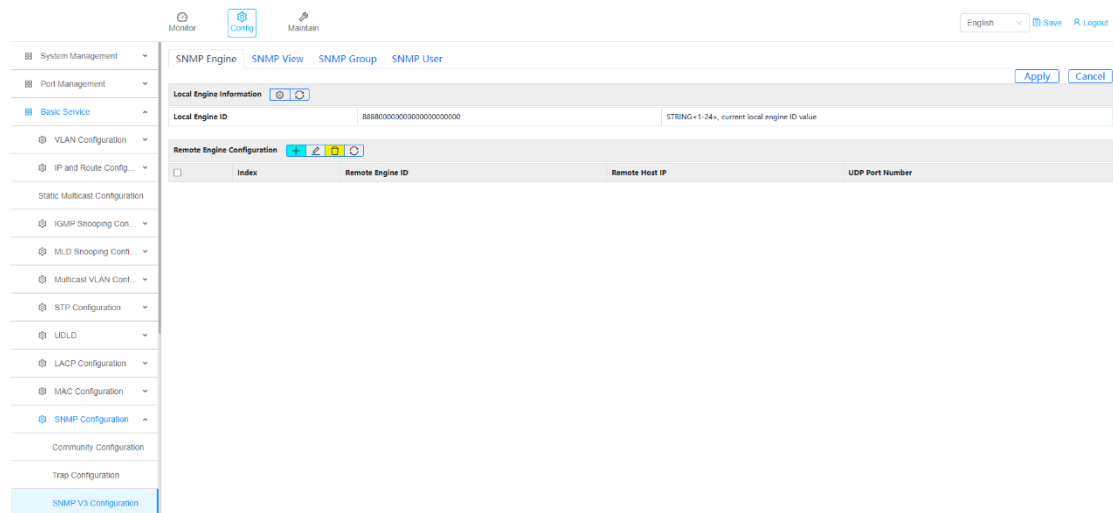 Monitor Config Maintain English Save Logout
System Management
Port Management
Basic Service
VLAN Configuration
IP and Route Config...
Static Multicast Configuration
IGMP Snooping Con...
MLD Snooping Confi...
Multicast VLAN Conf...
STP Configuration
UDLD
LACP Configuration
MAC Configuration
SNMP Configuration
Community Configuration
Trap Configuration
SNMP V3 Configuration
SNMP Engine SNMP View SNMP Group SNMP User
Apply Cancel
Local Engine Information
Local Engine ID 888800000000000000000000 STRING<1-24>, current local engine ID value
Remote Engine Configuration
Index Remote Engine ID Remote Host IP UDP Port Number